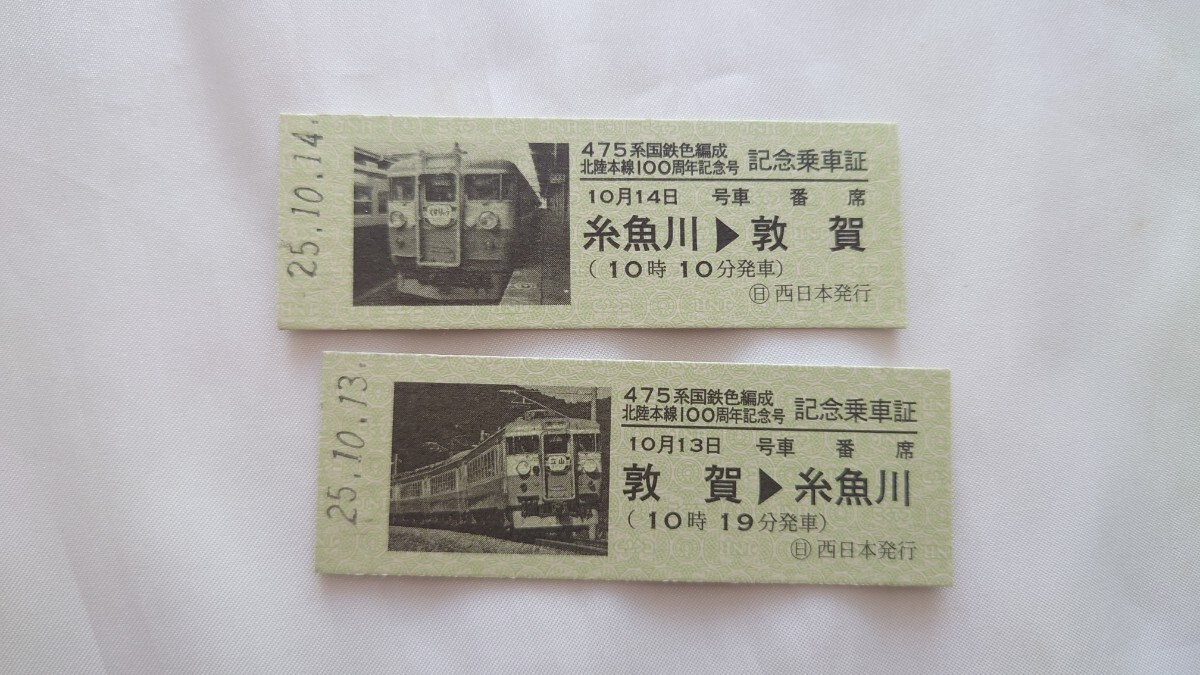 25.10.14.
475系国鉄色編成
北陸本線100周年記念号 記念乗車証
10月14日 号車 番 席
糸魚川▶敦 賀
( 10時 10分発車)
㊐西日本発行
25.10.13.
立山
475系国鉄色編成
北陸本線100周年記念号 記念乗車証
10月13日 号車 番 席
敦 賀▶糸魚川
( 10時 19分発車)
㊐西日本発行